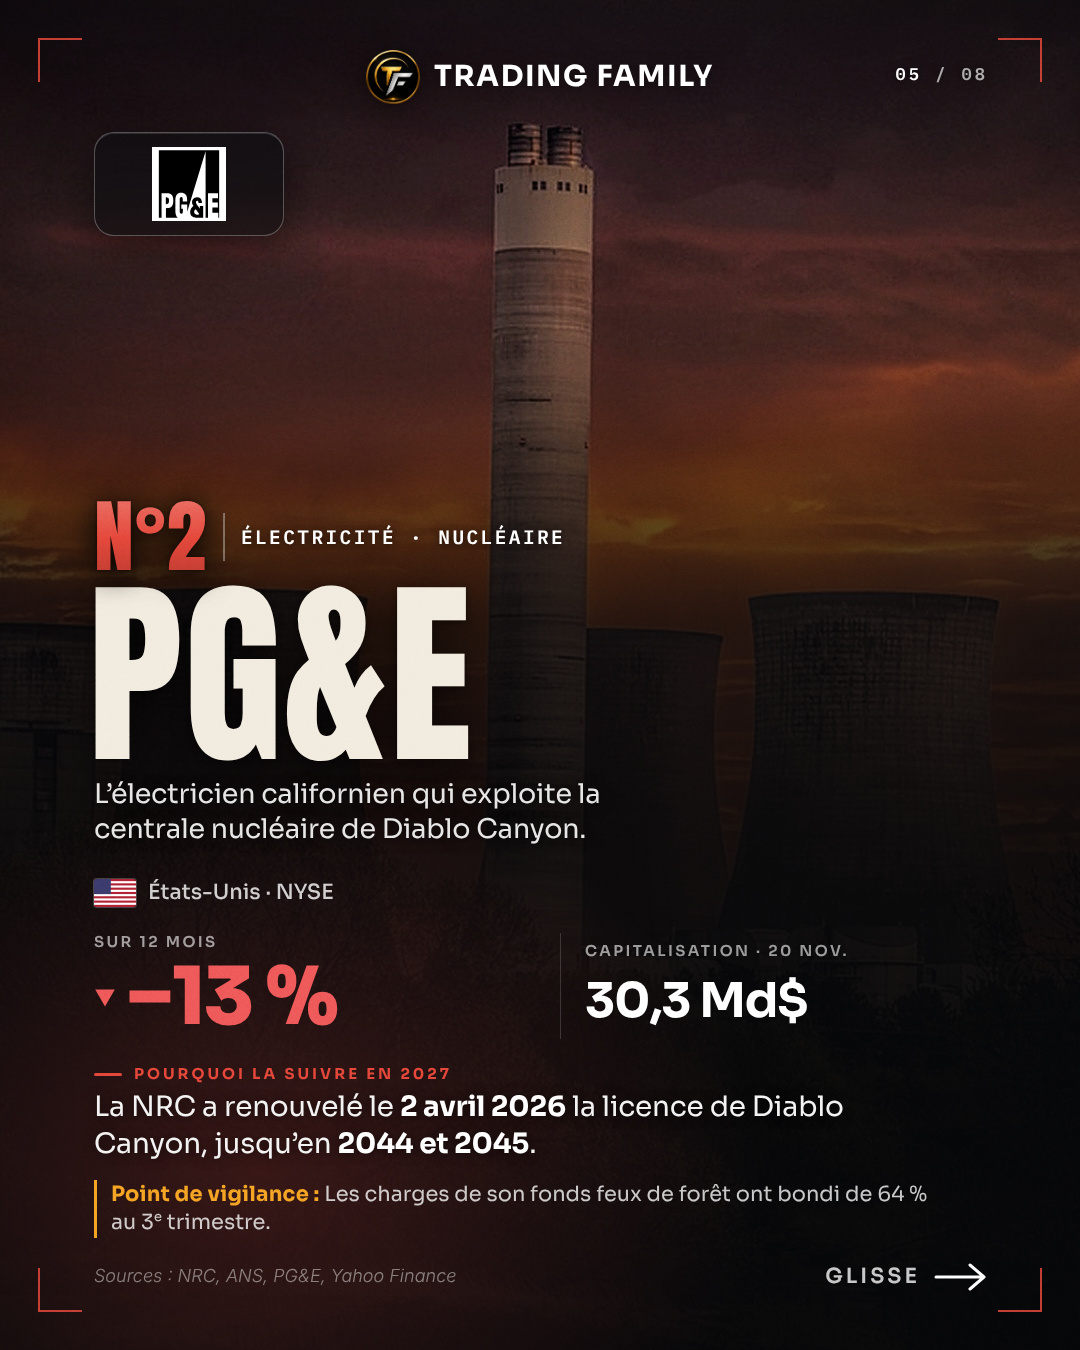 TF TRADING FAMILY
05 / 08
PG&E
N°2 ÉLECTRICITÉ · NUCLÉAIRE
PG&E
L’électricien californien qui exploite la
centrale nucléaire de Diablo Canyon.
États-Unis · NYSE
SUR 12 MOIS
▼ –13 %
CAPITALISATION · 20 NOV.
30,3 Md$
POURQUOI LA SUIVRE EN 2027
La NRC a renouvelé le 2 avril 2026 la licence de Diablo
Canyon, jusqu’en 2044 et 2045.
Point de vigilance : Les charges de son fonds feux de forêt ont bondi de 64 %
au 3ᵉ trimestre.
Sources : NRC, ANS, PG&E, Yahoo Finance
GLISSE →